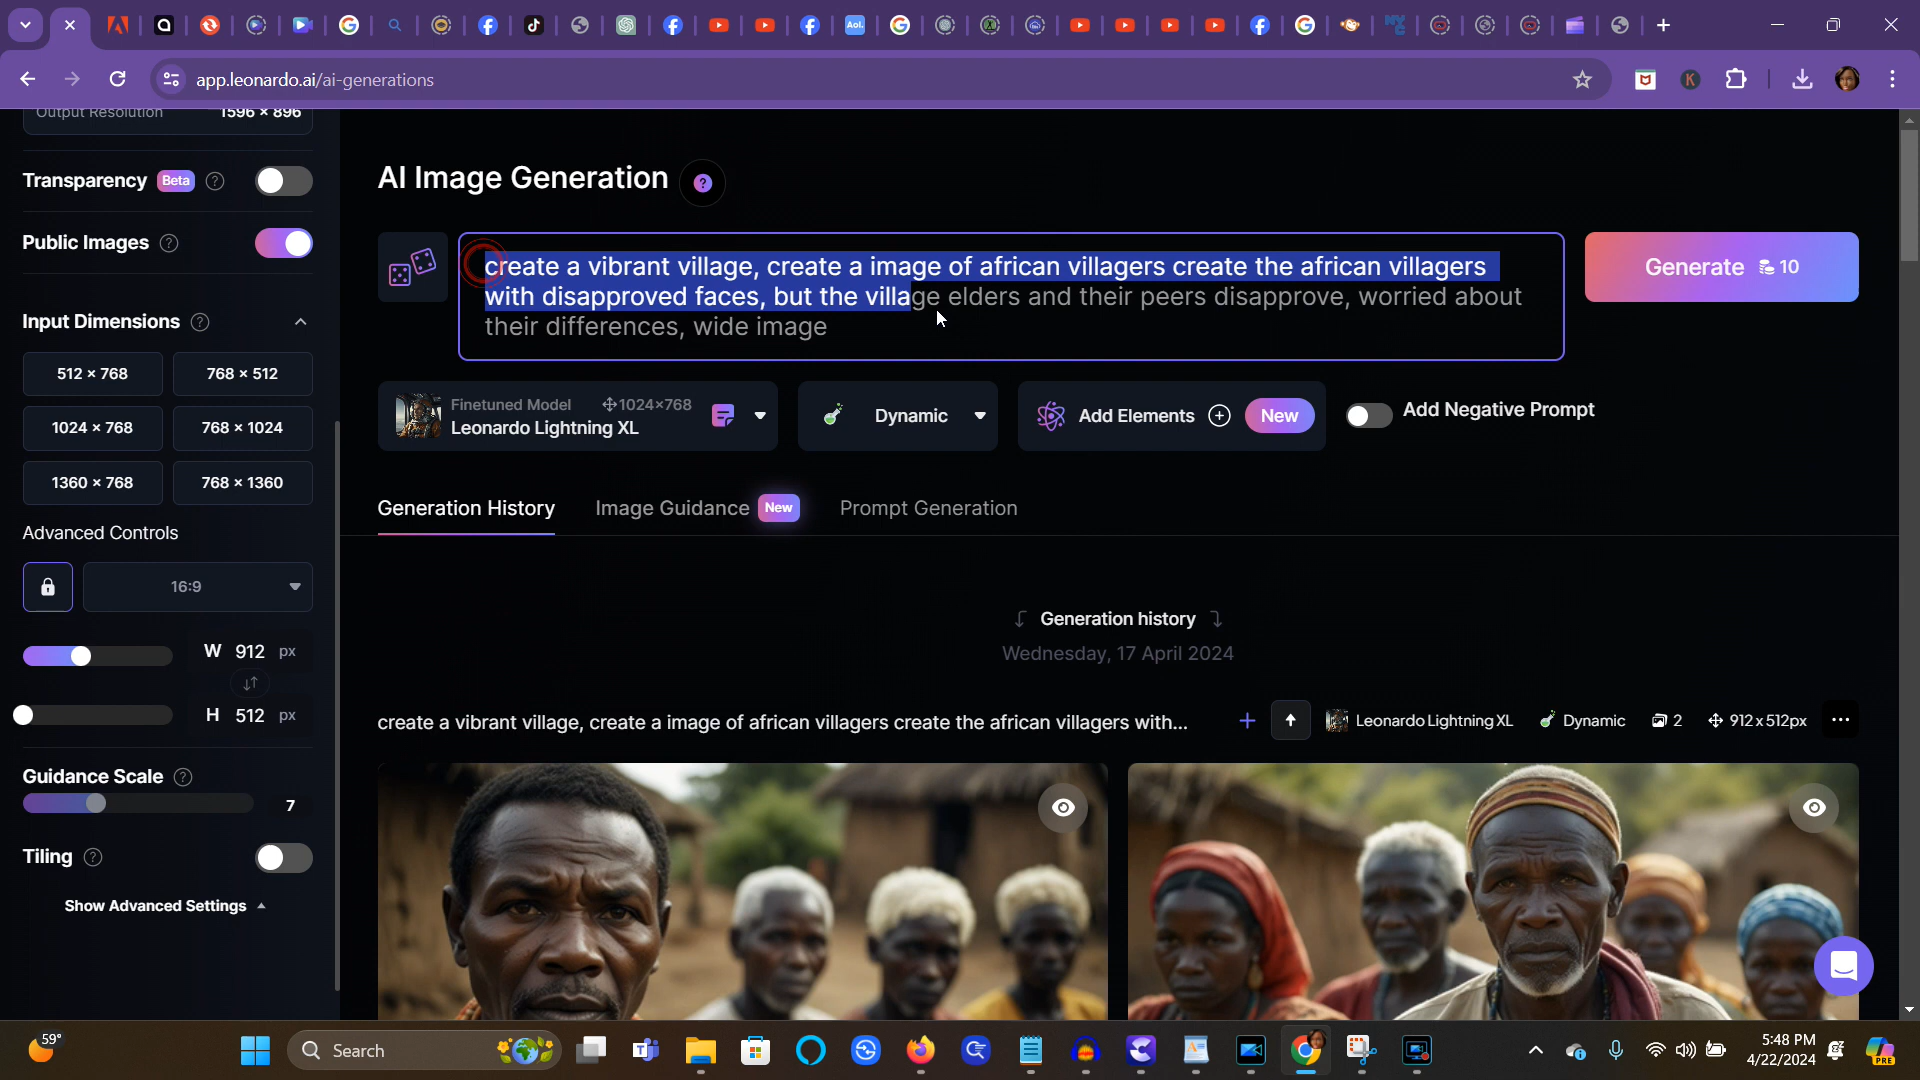 Aol.
app.leonardo.ai/ai-generations
Output Resolution 1596 × 896
Transparency Beta ?
Public Images ?
Input Dimensions ?
512 × 768 768 × 512
1024 × 768 768 × 1024
1360 × 768 768 × 1360
Advanced Controls
16:9
W 912 px
H 512 px
Guidance Scale ?
7
Tiling ?
Show Advanced Settings
AI Image Generation ?
create a vibrant village, create a image of african villagers create the african villagers
with disapproved faces, but the village elders and their peers disapprove, worried about
their differences, wide image
Generate 10
Finetuned Model 1024×768
Leonardo Lightning XL
Dynamic
Add Elements New
Add Negative Prompt
Generation History Image Guidance New Prompt Generation
Generation history
Wednesday, 17 April 2024
create a vibrant village, create a image of african villagers create the african villagers with... Leonardo Lightning XL Dynamic 2 912 x 512px
59°
Search
5:48 PM
4/22/2024
PRE